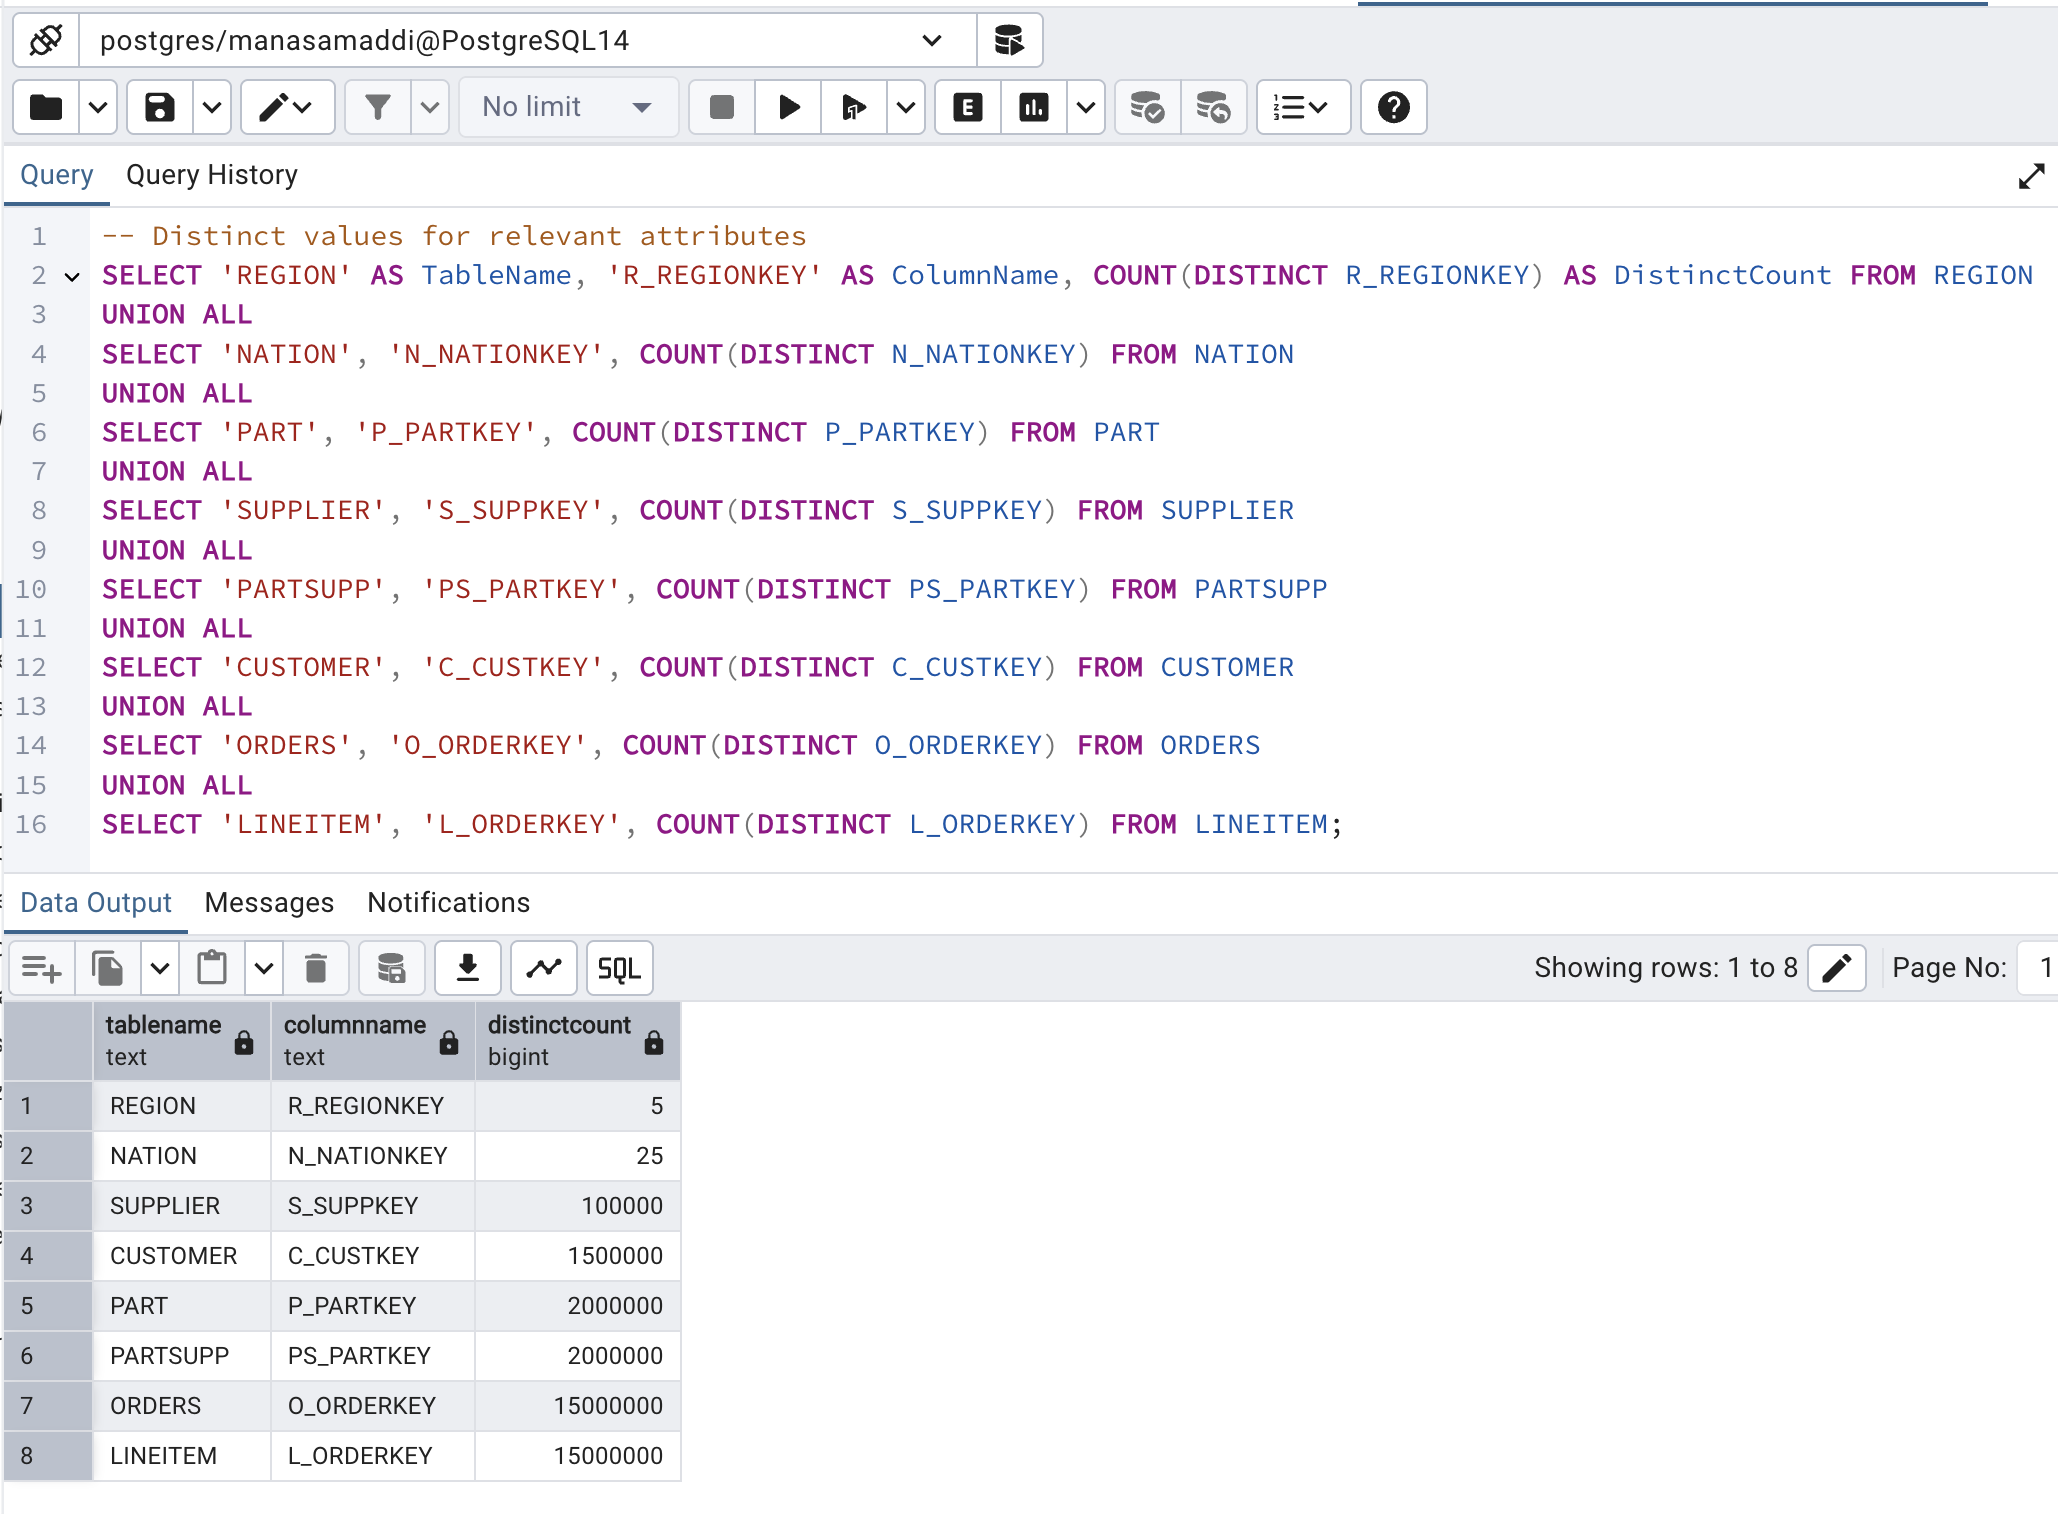 postgres/manasamaddi@PostgreSQL14
No limit
Query Query History
1 -- Distinct values for relevant attributes
2 SELECT 'REGION' AS TableName, 'R_REGIONKEY' AS ColumnName, COUNT(DISTINCT R_REGIONKEY) AS DistinctCount FROM REGION
3 UNION ALL
4 SELECT 'NATION', 'N_NATIONKEY', COUNT(DISTINCT N_NATIONKEY) FROM NATION
5 UNION ALL
6 SELECT 'PART', 'P_PARTKEY', COUNT(DISTINCT P_PARTKEY) FROM PART
7 UNION ALL
8 SELECT 'SUPPLIER', 'S_SUPPKEY', COUNT(DISTINCT S_SUPPKEY) FROM SUPPLIER
9 UNION ALL
10 SELECT 'PARTSUPP', 'PS_PARTKEY', COUNT(DISTINCT PS_PARTKEY) FROM PARTSUPP
11 UNION ALL
12 SELECT 'CUSTOMER', 'C_CUSTKEY', COUNT(DISTINCT C_CUSTKEY) FROM CUSTOMER
13 UNION ALL
14 SELECT 'ORDERS', 'O_ORDERKEY', COUNT(DISTINCT O_ORDERKEY) FROM ORDERS
15 UNION ALL
16 SELECT 'LINEITEM', 'L_ORDERKEY', COUNT(DISTINCT L_ORDERKEY) FROM LINEITEM;
Data Output Messages Notifications
SQL Showing rows: 1 to 8 Page No: 1
tablename columnname distinctcount
text text bigint
1 REGION R_REGIONKEY 5
2 NATION N_NATIONKEY 25
3 SUPPLIER S_SUPPKEY 100000
4 CUSTOMER C_CUSTKEY 1500000
5 PART P_PARTKEY 2000000
6 PARTSUPP PS_PARTKEY 2000000
7 ORDERS O_ORDERKEY 15000000
8 LINEITEM L_ORDERKEY 15000000